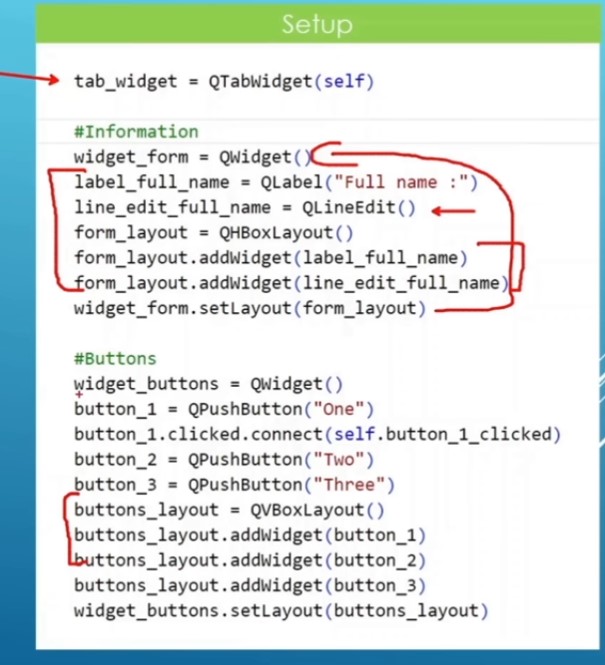 Setup
tab_widget = QTabWidget(self)
#Information
widget_form = QWidget()
label_full_name = QLabel("Full name :")
line_edit_full_name = QLineEdit()
form_layout = QHBoxLayout()
form_layout.addWidget(label_full_name)
form_layout.addWidget(line_edit_full_name)
widget_form.setLayout(form_layout)
#Buttons
widget_buttons = QWidget()
button_1 = QPushButton("One")
button_1.clicked.connect(self.button_1_clicked)
button_2 = QPushButton("Two")
button_3 = QPushButton("Three")
buttons_layout = QVBoxLayout()
buttons_layout.addWidget(button_1)
buttons_layout.addWidget(button_2)
buttons_layout.addWidget(button_3)
widget_buttons.setLayout(buttons_layout)